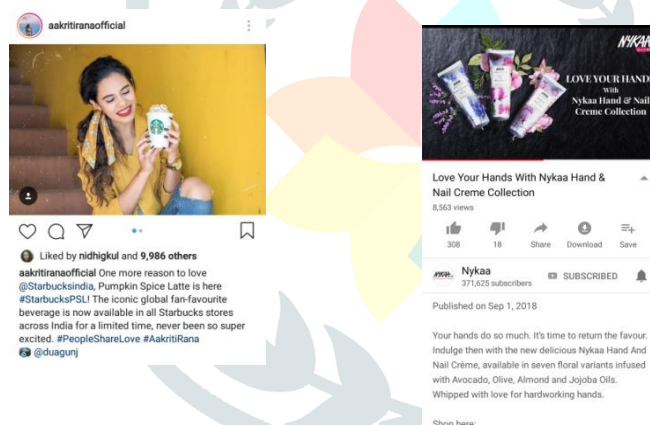 aakritiranaofficial
Liked by nidhigkul and 9,986 others
aakritiranaofficial One more reason to love
@Starbucksindia, Pumpkin Spice Latte is here
#StarbucksPSL! The iconic global fan-favourite
beverage is now available in all Starbucks stores
across India for a limited time, never been so super
excited. #PeopleShareLove #AakritiRana
@duagunj
NYKAA
LOVE YOUR HANDS
With
Nykaa Hand & Nail
Creme Collection
Love Your Hands With Nykaa Hand &
Nail Creme Collection
8,563 views
308 18 Share Download Save
Nykaa
371,625 subscribers
SUBSCRIBED
Published on Sep 1, 2018
Your hands do so much. It's time to return the favour.
Indulge then with the new delicious Nykaa Hand And
Nail Crème, available in seven floral variants infused
with Avocado, Olive, Almond and Jojoba Oils.
Whipped with love for hardworking hands.
Shop here: